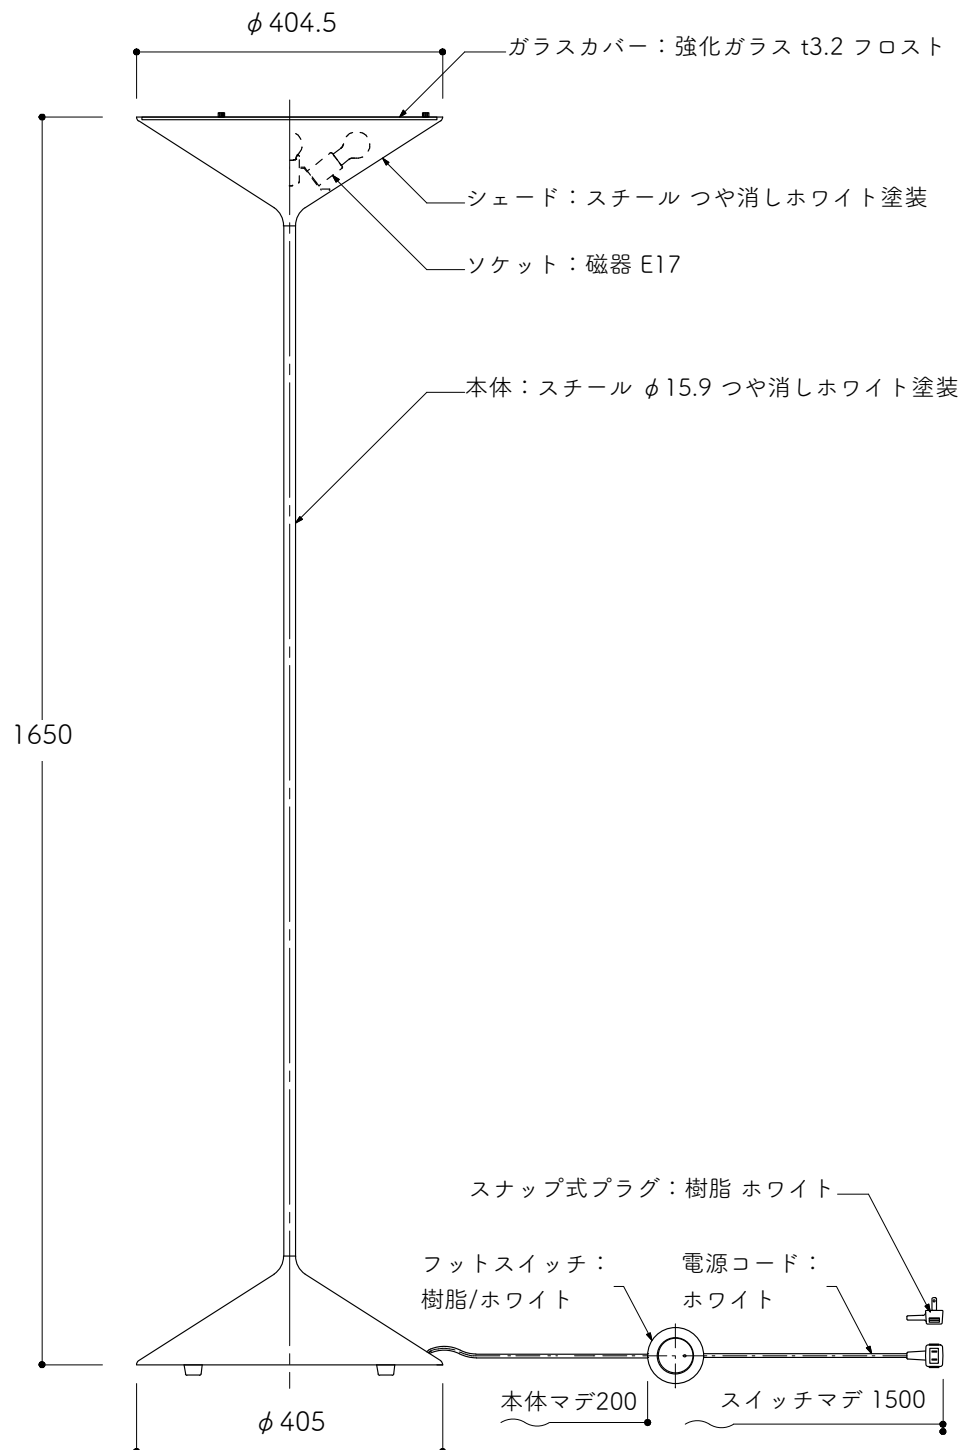 φ404.5
ガラスカバー：強化ガラス t3.2 フロスト
シェード：スチール つや消しホワイト塗装
ソケット：磁器 E17
本体：スチール φ15.9 つや消しホワイト塗装
1650
スナップ式プラグ：樹脂 ホワイト
フットスイッチ：
樹脂/ホワイト
電源コード：
ホワイト
本体マデ200
スイッチマデ 1500
φ405